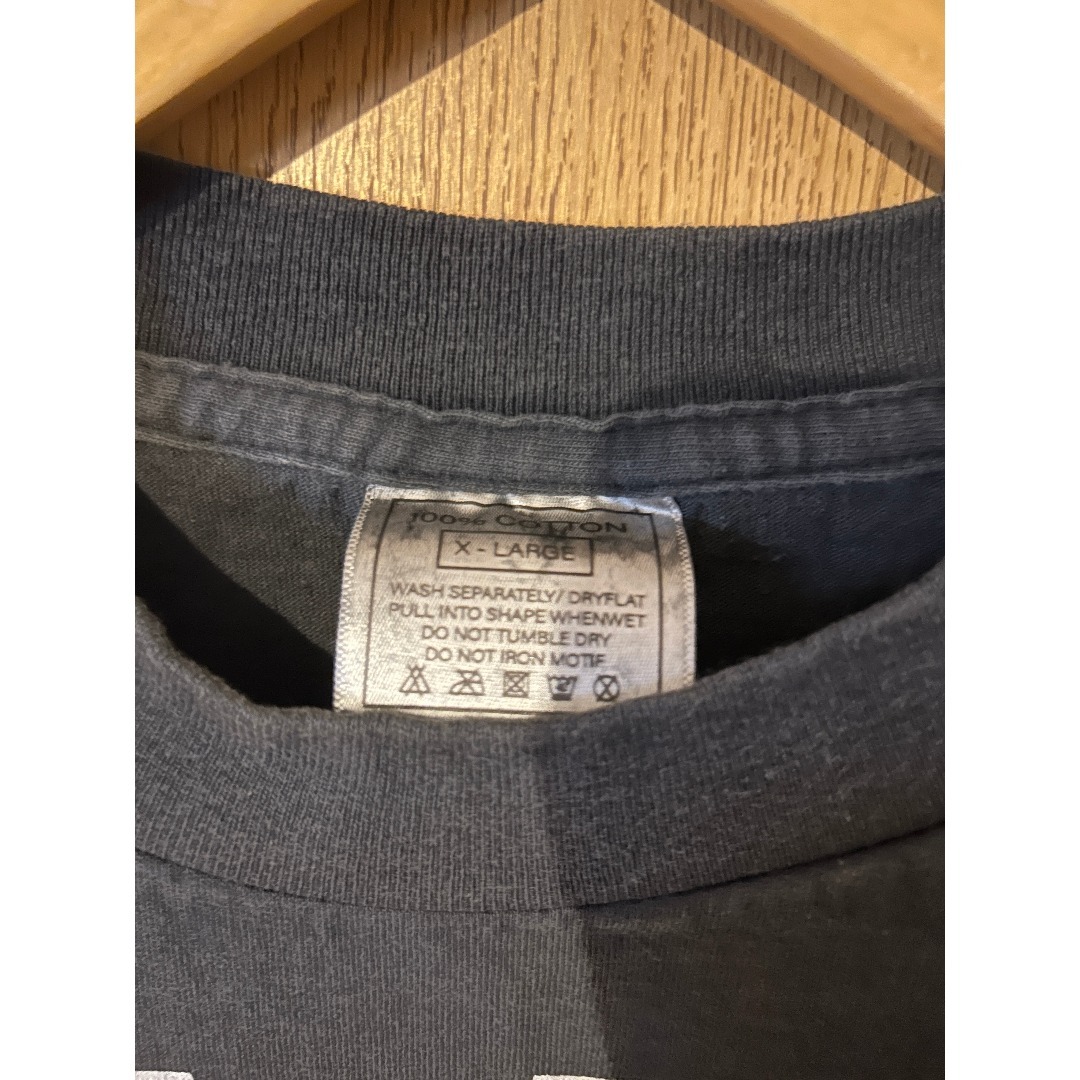 100% COTTON
X - LARGE
WASH SEPARATELY/ DRYFLAT
PULL INTO SHAPE WHENWET
DO NOT TUMBLE DRY
DO NOT IRON MOTIF